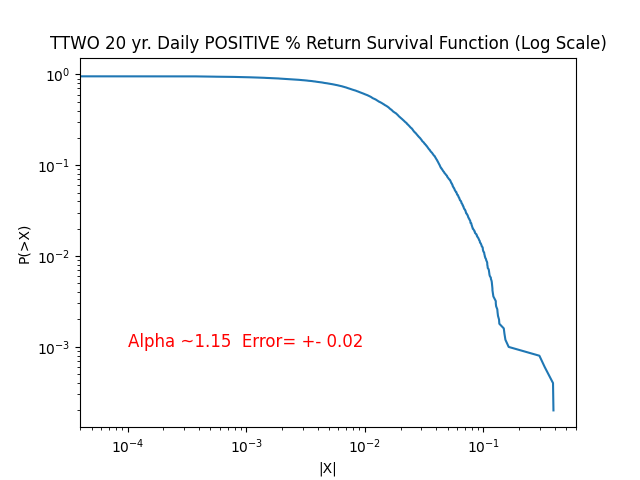 TTWO 20 yr. Daily POSITIVE % Return Survival Function (Log Scale)
10⁰
10⁻¹
10⁻²
10⁻³
P(>X)
Alpha ~1.15  Error= +- 0.02
10⁻⁴ 10⁻³ 10⁻² 10⁻¹
|X|